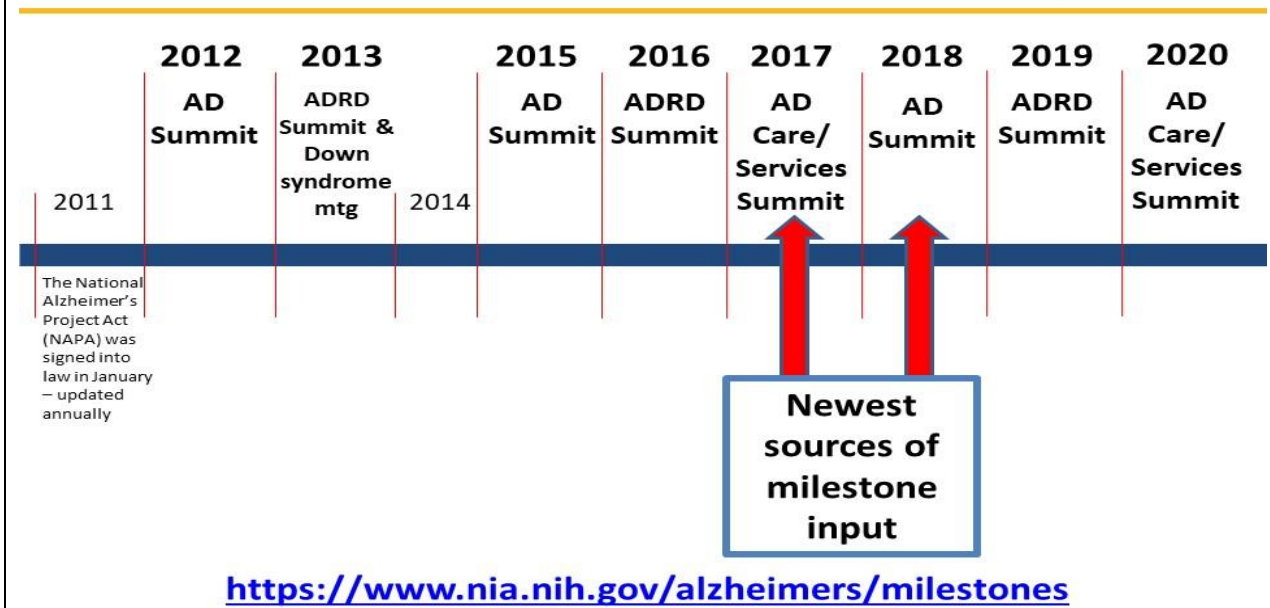 2012
AD
Summit
2013
ADRD
Summit &
Down
syndrome
mtg
2015
AD
Summit
2016
ADRD
Summit
2017
AD
Care/
Services
Summit
2018
AD
Summit
2019
ADRD
Summit
2020
AD
Care/
Services
Summit
2011
2014
The National
Alzheimer's
Project Act
(NAPA) was
signed into
law in January
– updated
annually
Newest
sources of
milestone
input
https://www.nia.nih.gov/alzheimers/milestones